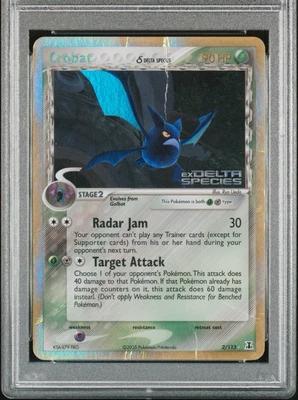 Crobat δ DELTA SPECIES 90 HP
Illus. Ryo Ueda
exDELTA
SPECIES
STAGE 2
Evolves from
Golbat
This Pokémon is both type
Radar Jam 30
Your opponent can't play any Trainer cards (except for
Supporter cards) from his or her hand during your
opponent's next turn.
Target Attack
Choose 1 of your opponent's Pokémon. This attack does
40 damage to that Pokémon. If that Pokémon already has
damage counters on it, this attack does 60 damage
instead. (Don't apply Weakness and Resistance for
Benched Pokémon.)
weakness resistance retreat cost
©2005 Pokémon/Nintendo
2/113